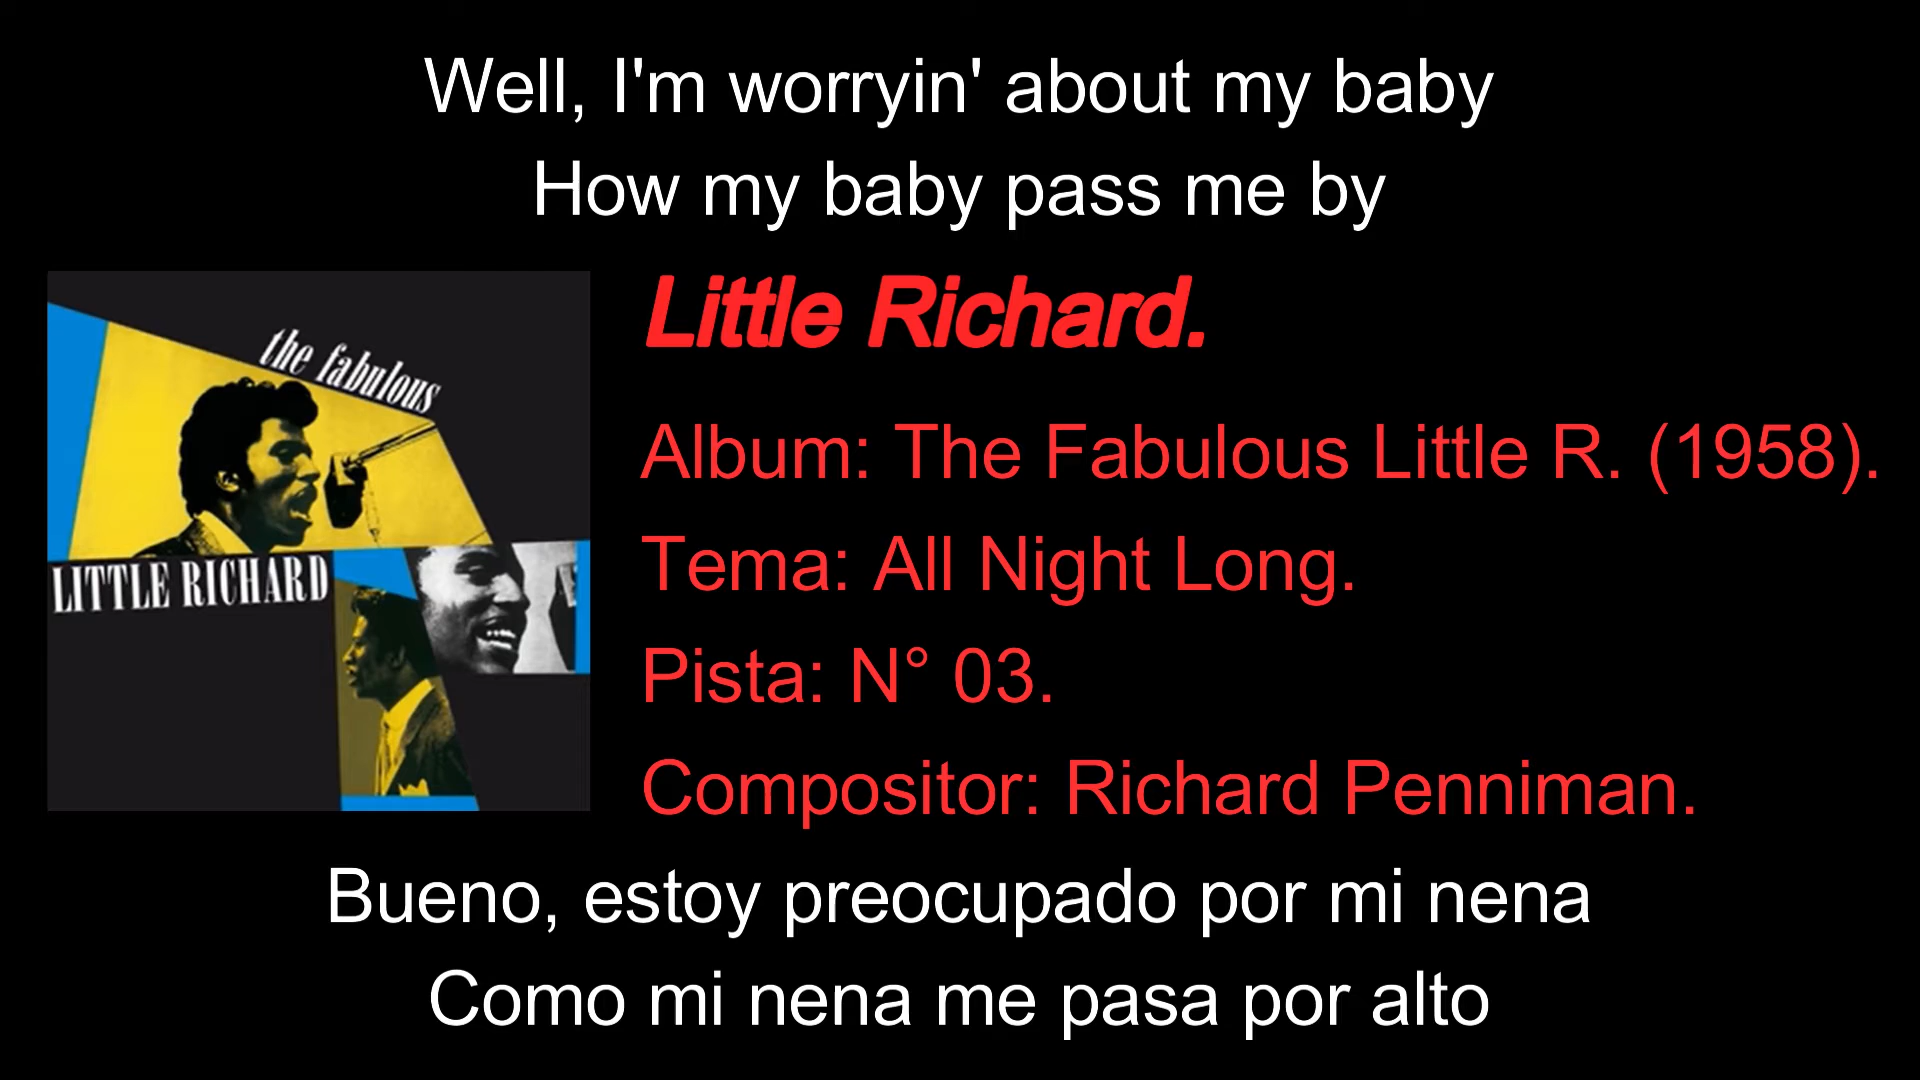 Well, I'm worryin' about my baby
How my baby pass me by
the fabulous
LITTLE RICHARD
Little Richard.
Album: The Fabulous Little R. (1958).
Tema: All Night Long.
Pista: N° 03.
Compositor: Richard Penniman.
Bueno, estoy preocupado por mi nena
Como mi nena me pasa por alto